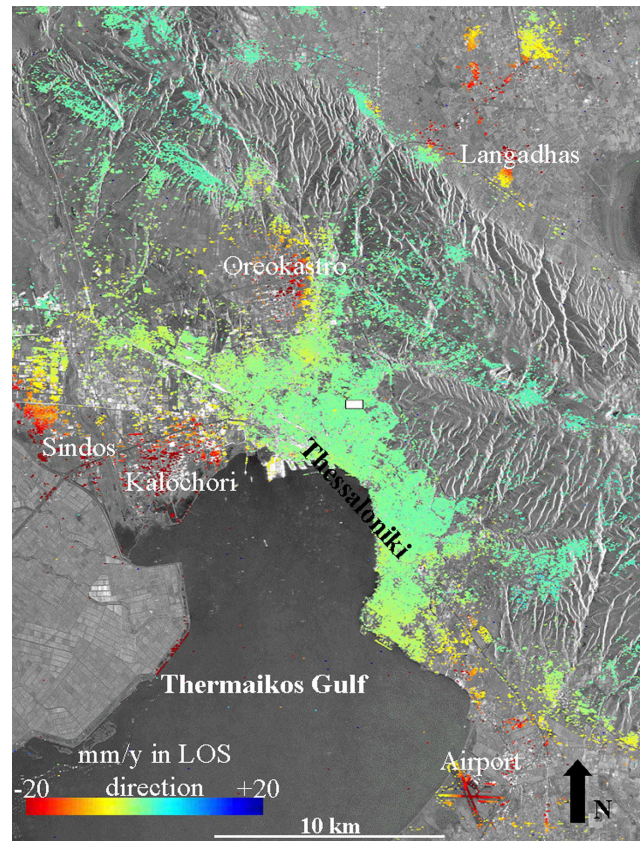 Langadhas
Oreokastro
Sindos
Kalochori
Thessaloniki
Thermaikos Gulf
mm/y in LOS
-20 direction +20
Airport
N
10 km